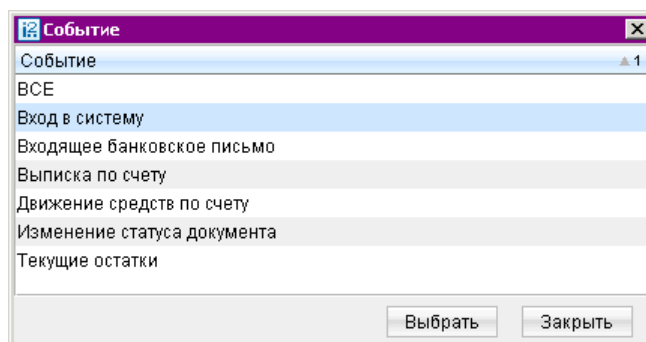 i2 Событие
Событие 1
ВСЕ
Вход в систему
Входящее банковское письмо
Выписка по счету
Движение средств по счету
Изменение статуса документа
Текущие остатки
Выбрать Закрыть